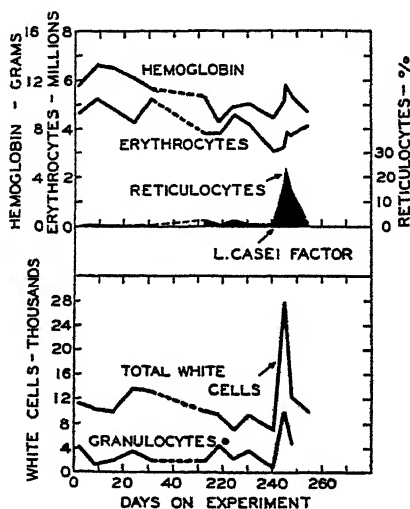 HEMOGLOBIN - GRAMS
ERYTHROCYTES - MILLIONS
16
12
8
4
0
8
6
4
2
0
HEMOGLOBIN
ERYTHROCYTES
RETICULOCYTES
L. CASEI FACTOR
30
20
10
0
RETICULOCYTES - %
WHITE CELLS - THOUSANDS
28
24
20
16
12
8
4
0
TOTAL WHITE
CELLS
GRANULOCYTES
0 20 40 220 240 260
DAYS ON EXPERIMENT